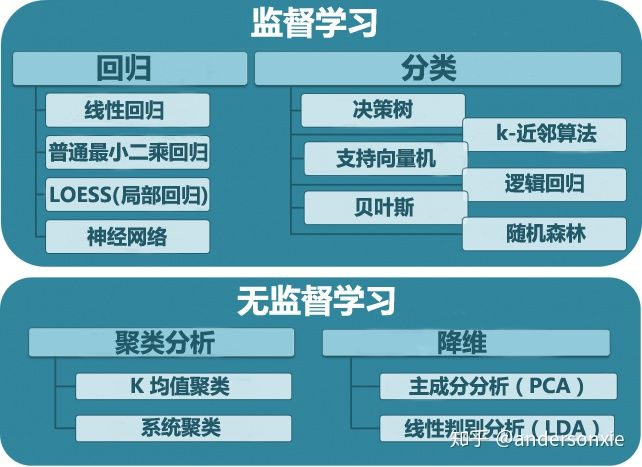 监督学习
回归
分类
线性回归
普通最小二乘回归
LOESS(局部回归)
神经网络
决策树
k-近邻算法
支持向量机
逻辑回归
贝叶斯
随机森林
无监督学习
聚类分析
降维
K 均值聚类
系统聚类
主成分分析（PCA）
线性判别分析（LDA）
知乎 @andersonxie